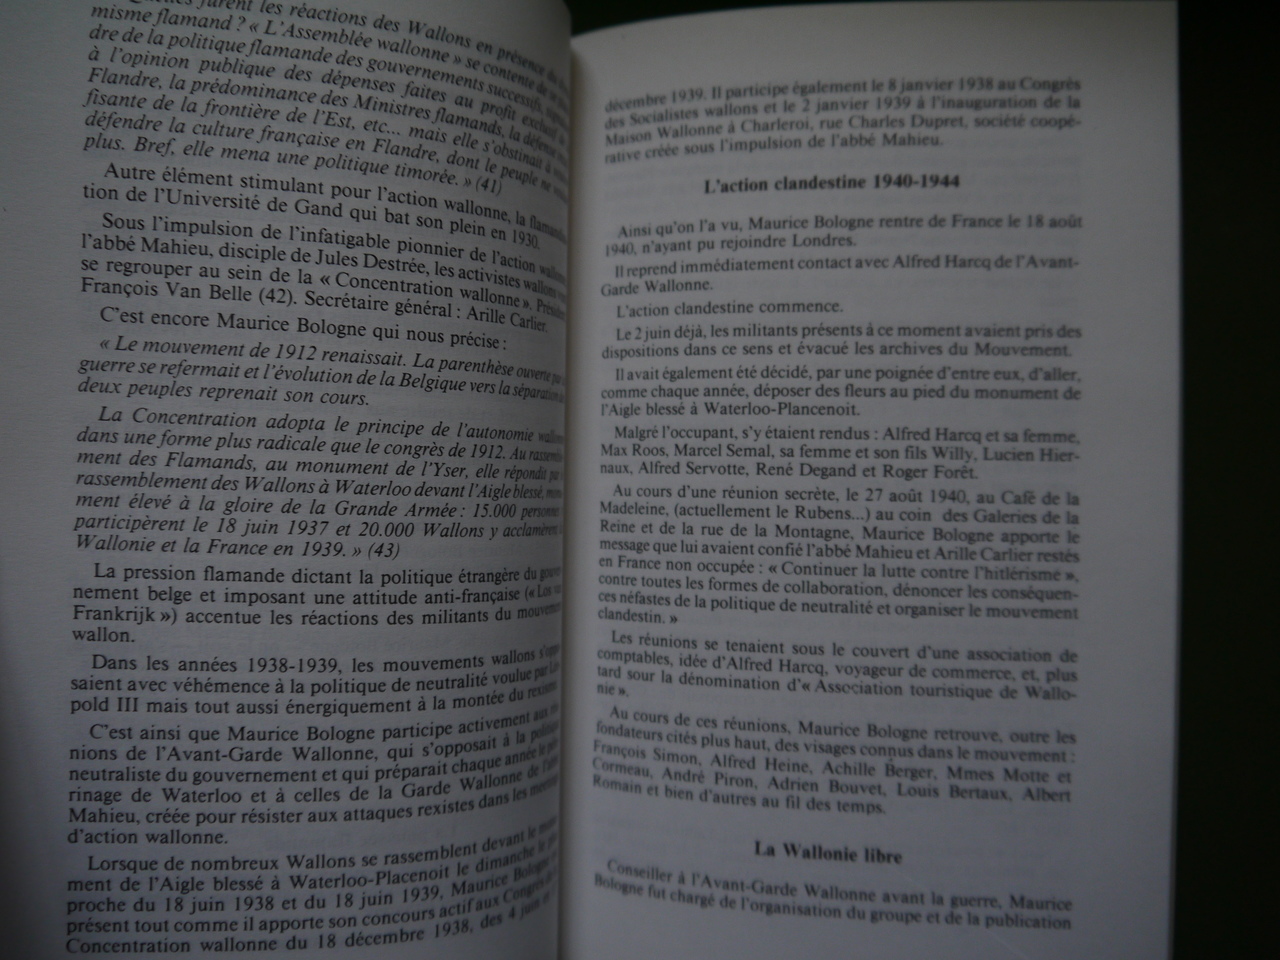 furent les réactions des Wallons en présence
misme flamand ? « L'Assemblée wallonne » se contente de
dre de la politique flamande des gouvernements successifs,
à l'opinion publique des dépenses faites au profit exclusif
Flandre, la prédominance des Ministres flamands, la défense
fisante de la frontière de l'Est, etc... mais elle s'obstinait à
défendre la culture française en Flandre, dont le peuple ne
plus. Bref, elle mena une politique timorée. » (41)
Autre élément stimulant pour l'action wallonne, la
tion de l'Université de Gand qui bat son plein en 1930.
Sous l'impulsion de l'infatigable pionnier de l'action
l'abbé Mahieu, disciple de Jules Destrée, les activistes wallons
se regrouper au sein de la « Concentration wallonne ».
François Van Belle (42). Secrétaire général : Arille Carlier.
C'est encore Maurice Bologne qui nous précise :
« Le mouvement de 1912 renaissait. La parenthèse ouverte
guerre se refermait et l'évolution de la Belgique vers la séparation
deux peuples reprenait son cours.
La Concentration adopta le principe de l'autonomie
dans une forme plus radicale que le congrès de 1912. Au
ment des Flamands, au monument de l'Yser, elle répondit
rassemblement des Wallons à Waterloo devant l'Aigle blessé,
ment élevé à la gloire de la Grande Armée : 15.000
participèrent le 18 juin 1937 et 20.000 Wallons y acclamèrent
Wallonie et la France en 1939. » (43)
La pression flamande dictant la politique étrangère du
nement belge et imposant une attitude anti-française (« Los
Frankrijk ») accentue les réactions des militants du
wallon.
Dans les années 1938-1939, les mouvements wallons
saient avec véhémence à la politique de neutralité voulue par
pold III mais tout aussi énergiquement à la montée du
C'est ainsi que Maurice Bologne participe activement aux
nions de l'Avant-Garde Wallonne, qui s'opposait à la
neutraliste du gouvernement et qui préparait chaque année le
rinage de Waterloo et à celles de la Garde Wallonne de
Mahieu, créée pour résister aux attaques rexistes dans les
d'action wallonne.
Lorsque de nombreux Wallons se rassemblent devant le
ment de l'Aigle blessé à Waterloo-Placenoit le dimanche le
proche du 18 juin 1938 et du 18 juin 1939, Maurice Bologne
présent tout comme il apporte son concours actif aux Congrès
Concentration wallonne du 18 décembre 1938, des 4 juin
décembre 1939. Il participe également le 8 janvier 1938 au Congrès
des Socialistes wallons et le 2 janvier 1939 à l'inauguration de la
Maison Wallonne à Charleroi, rue Charles Dupret, société coopé-
rative créée sous l'impulsion de l'abbé Mahieu.
L'action clandestine 1940-1944
Ainsi qu'on l'a vu, Maurice Bologne rentre de France le 18 août
1940, n'ayant pu rejoindre Londres.
Il reprend immédiatement contact avec Alfred Harcq de l'Avant-
Garde Wallonne.
L'action clandestine commence.
Le 2 juin déjà, les militants présents à ce moment avaient pris des
dispositions dans ce sens et évacué les archives du Mouvement.
Il avait également été décidé, par une poignée d'entre eux, d'aller,
comme chaque année, déposer des fleurs au pied du monument de
l'Aigle blessé à Waterloo-Plancenoit.
Malgré l'occupant, s'y étaient rendus : Alfred Harcq et sa femme,
Max Roos, Marcel Semal, sa femme et son fils Willy, Lucien Hier-
naux, Alfred Servotte, René Degand et Roger Forêt.
Au cours d'une réunion secrète, le 27 août 1940, au Café de la
Madeleine, (actuellement le Rubens...) au coin des Galeries de la
Reine et de la rue de la Montagne, Maurice Bologne apporte le
message que lui avaient confié l'abbé Mahieu et Arille Carlier restés
en France non occupée : « Continuer la lutte contre l'hitlérisme »,
contre toutes les formes de collaboration, dénoncer les conséquen-
ces néfastes de la politique de neutralité et organiser le mouvement
clandestin. »
Les réunions se tenaient sous le couvert d'une association de
comptables, idée d'Alfred Harcq, voyageur de commerce, et, plus
tard sour la dénomination d'« Association touristique de Wallo-
nie ».
Au cours de ces réunions, Maurice Bologne retrouve, outre les
fondateurs cités plus haut, des visages connus dans le mouvement :
François Simon, Alfred Heine, Achille Berger, Mmes Motte et
Cormeau, André Piron, Adrien Bouvet, Louis Bertaux, Albert
Romain et bien d'autres au fil des temps.
La Wallonie libre
Conseiller à l'Avant-Garde Wallonne avant la guerre, Maurice
Bologne fut chargé de l'organisation du groupe et de la publication